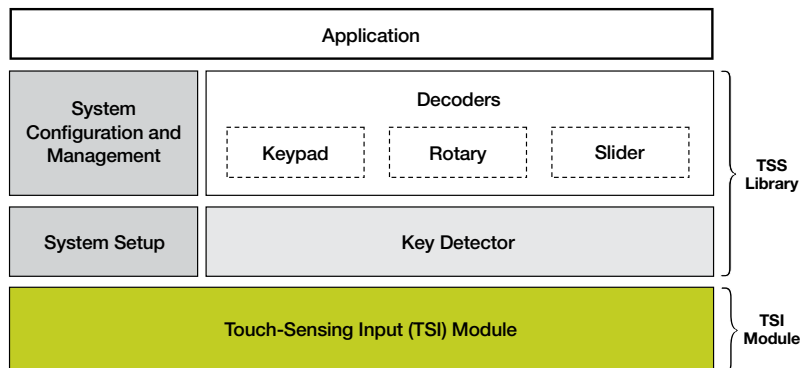 Application
System
Configuration and
Management
Decoders
Keypad
Rotary
Slider
TSS
Library
System Setup
Key Detector
Touch-Sensing Input (TSI) Module
TSI
Module